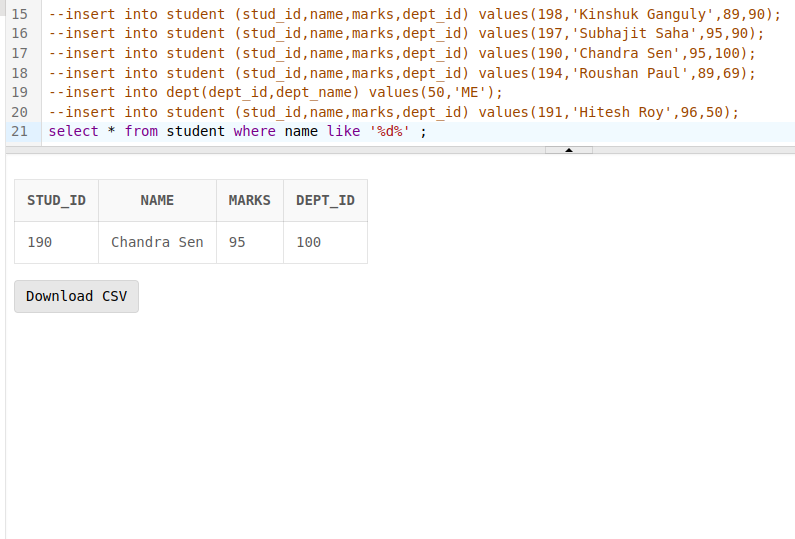 15 --insert into student (stud_id,name,marks,dept_id) values(198,'Kinshuk Ganguly',89,90);
16 --insert into student (stud_id,name,marks,dept_id) values(197,'Subhajit Saha',95,90);
17 --insert into student (stud_id,name,marks,dept_id) values(190,'Chandra Sen',95,100);
18 --insert into student (stud_id,name,marks,dept_id) values(194,'Roushan Paul',89,69);
19 --insert into dept(dept_id,dept_name) values(50,'ME');
20 --insert into student (stud_id,name,marks,dept_id) values(191,'Hitesh Roy',96,50);
21 select * from student where name like '%d%' ;
STUD_ID NAME MARKS DEPT_ID
190 Chandra Sen 95 100
Download CSV